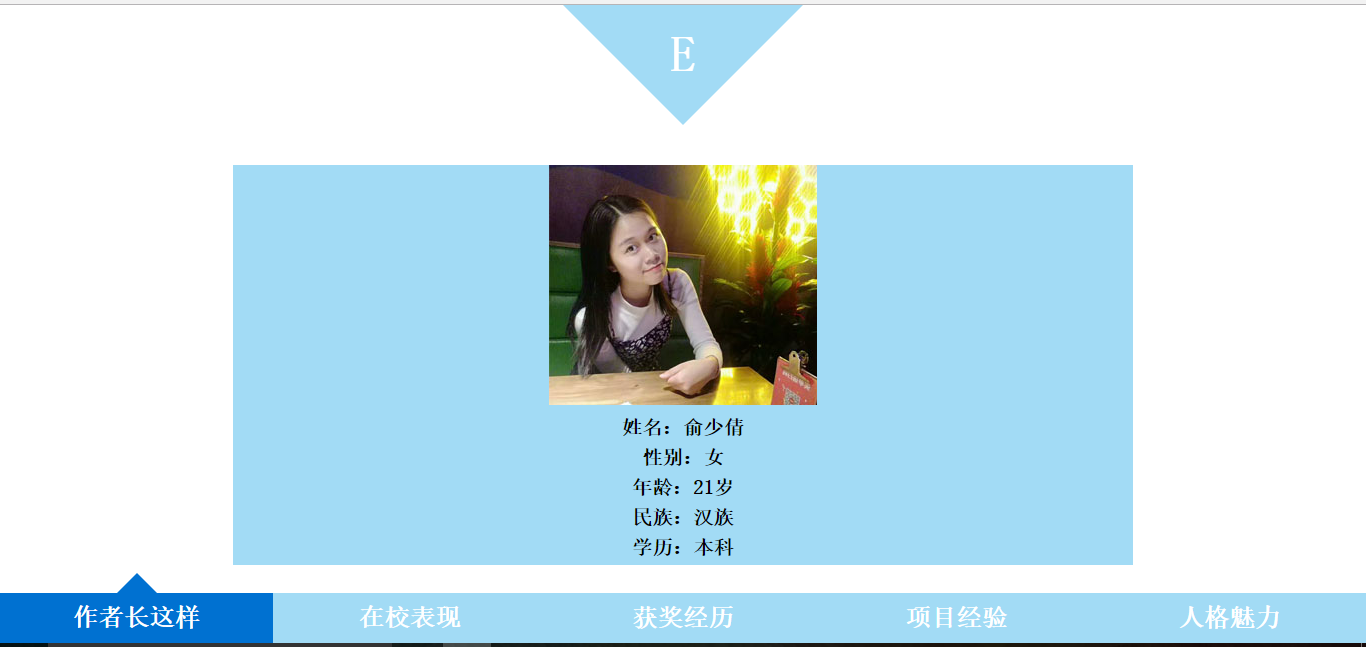 E
姓名：俞少倩
性别：女
年龄：21岁
民族：汉族
学历：本科
作者长这样 在校表现 获奖经历 项目经验 人格魅力